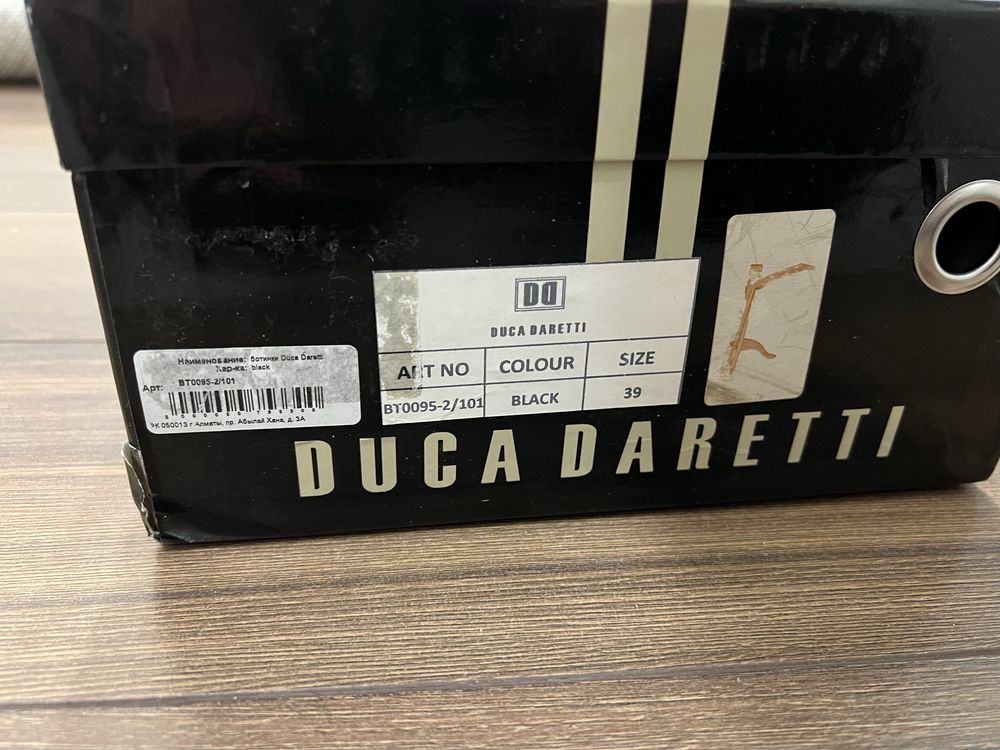 DD
DUCA DARETTI
ART NO COLOUR SIZE
BT0095-2/101 BLACK 39
Наименование: ботинки Duca Daretti
Хар-ка: black
Арт: BT0095-2/101
РК 050013 г Алматы, пр. Абылай Хана, д. 3А
DUCA DARETTI